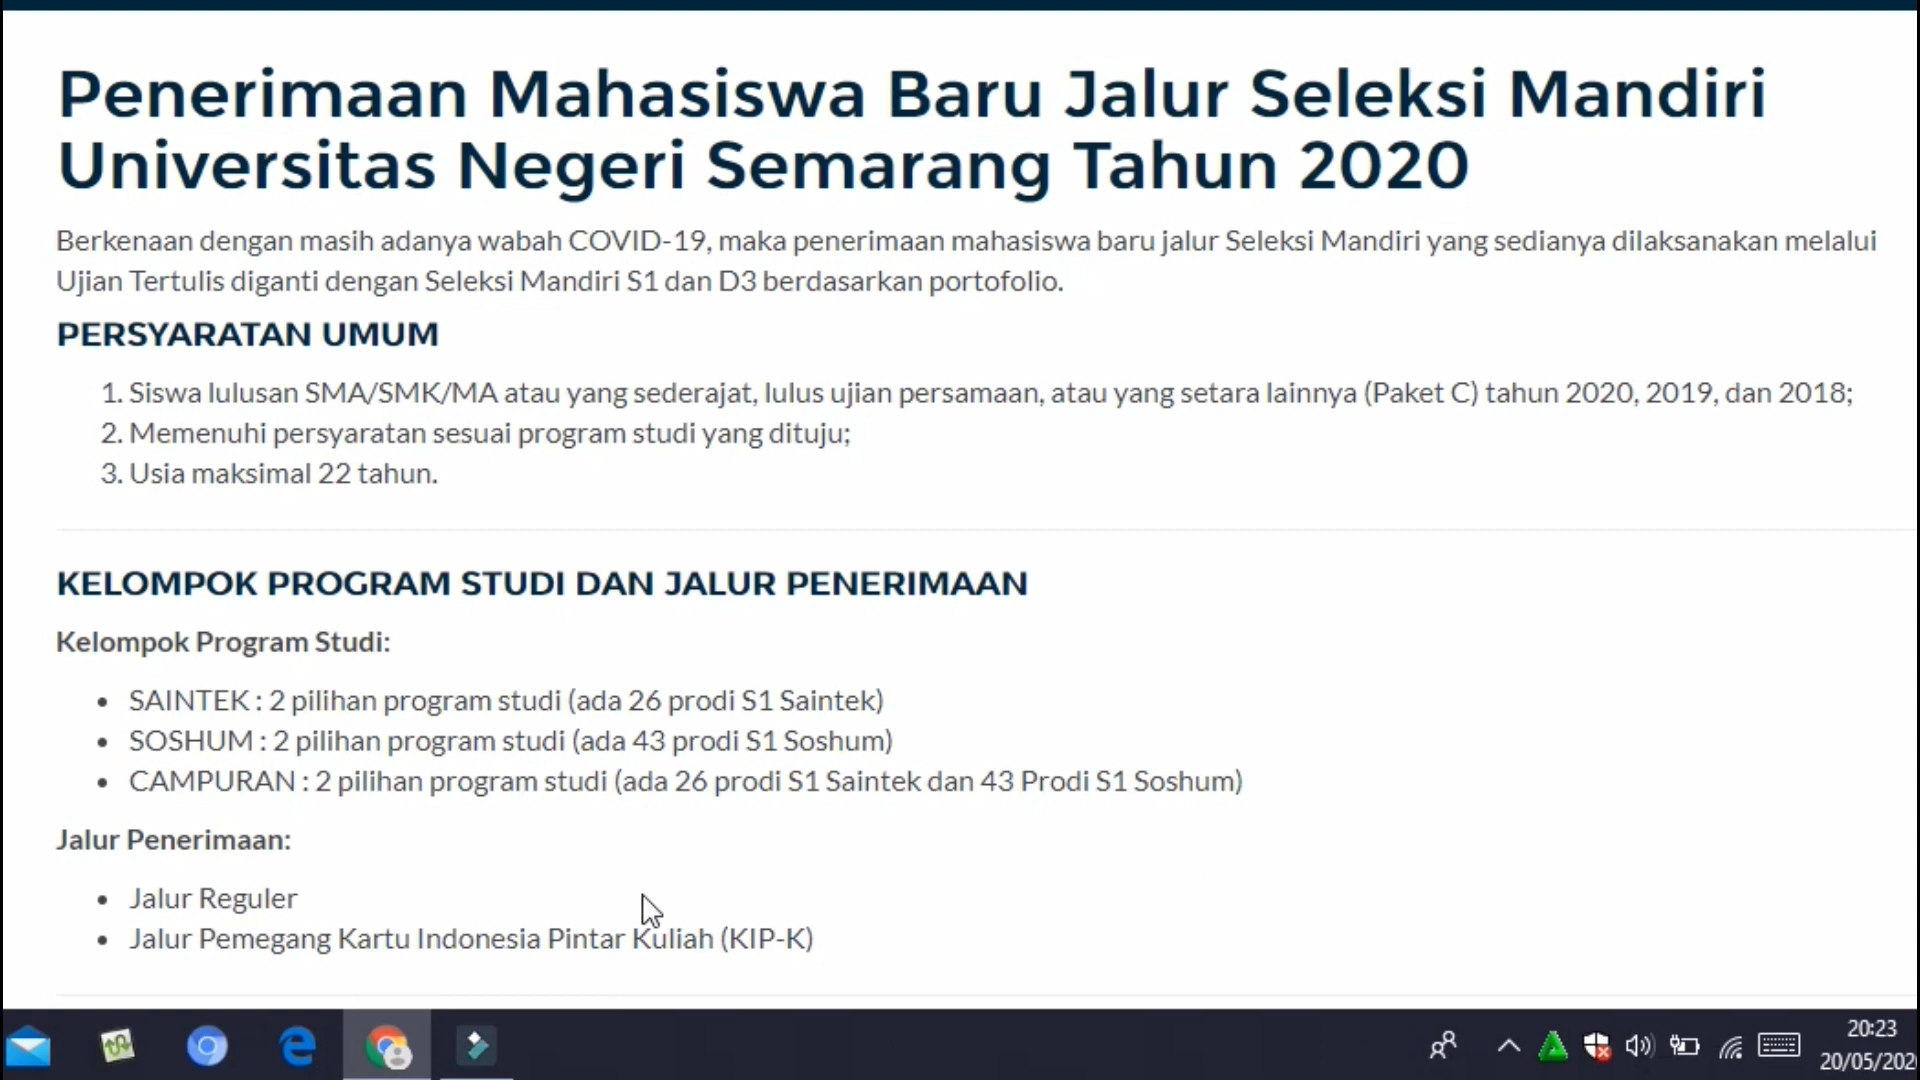 Penerimaan Mahasiswa Baru Jalur Seleksi Mandiri
Universitas Negeri Semarang Tahun 2020
Berkenaan dengan masih adanya wabah COVID-19, maka penerimaan mahasiswa baru jalur Seleksi Mandiri yang sedianya dilaksanakan melalui
Ujian Tertulis diganti dengan Seleksi Mandiri S1 dan D3 berdasarkan portofolio.
PERSYARATAN UMUM
1. Siswa lulusan SMA/SMK/MA atau yang sederajat, lulus ujian persamaan, atau yang setara lainnya (Paket C) tahun 2020, 2019, dan 2018;
2. Memenuhi persyaratan sesuai program studi yang dituju;
3. Usia maksimal 22 tahun.
KELOMPOK PROGRAM STUDI DAN JALUR PENERIMAAN
Kelompok Program Studi:
• SAINTEK : 2 pilihan program studi (ada 26 prodi S1 Saintek)
• SOSHUM : 2 pilihan program studi (ada 43 prodi S1 Soshum)
• CAMPURAN : 2 pilihan program studi (ada 26 prodi S1 Saintek dan 43 Prodi S1 Soshum)
Jalur Penerimaan:
• Jalur Reguler
• Jalur Pemegang Kartu Indonesia Pintar Kuliah (KIP-K)
20:23
20/05/202